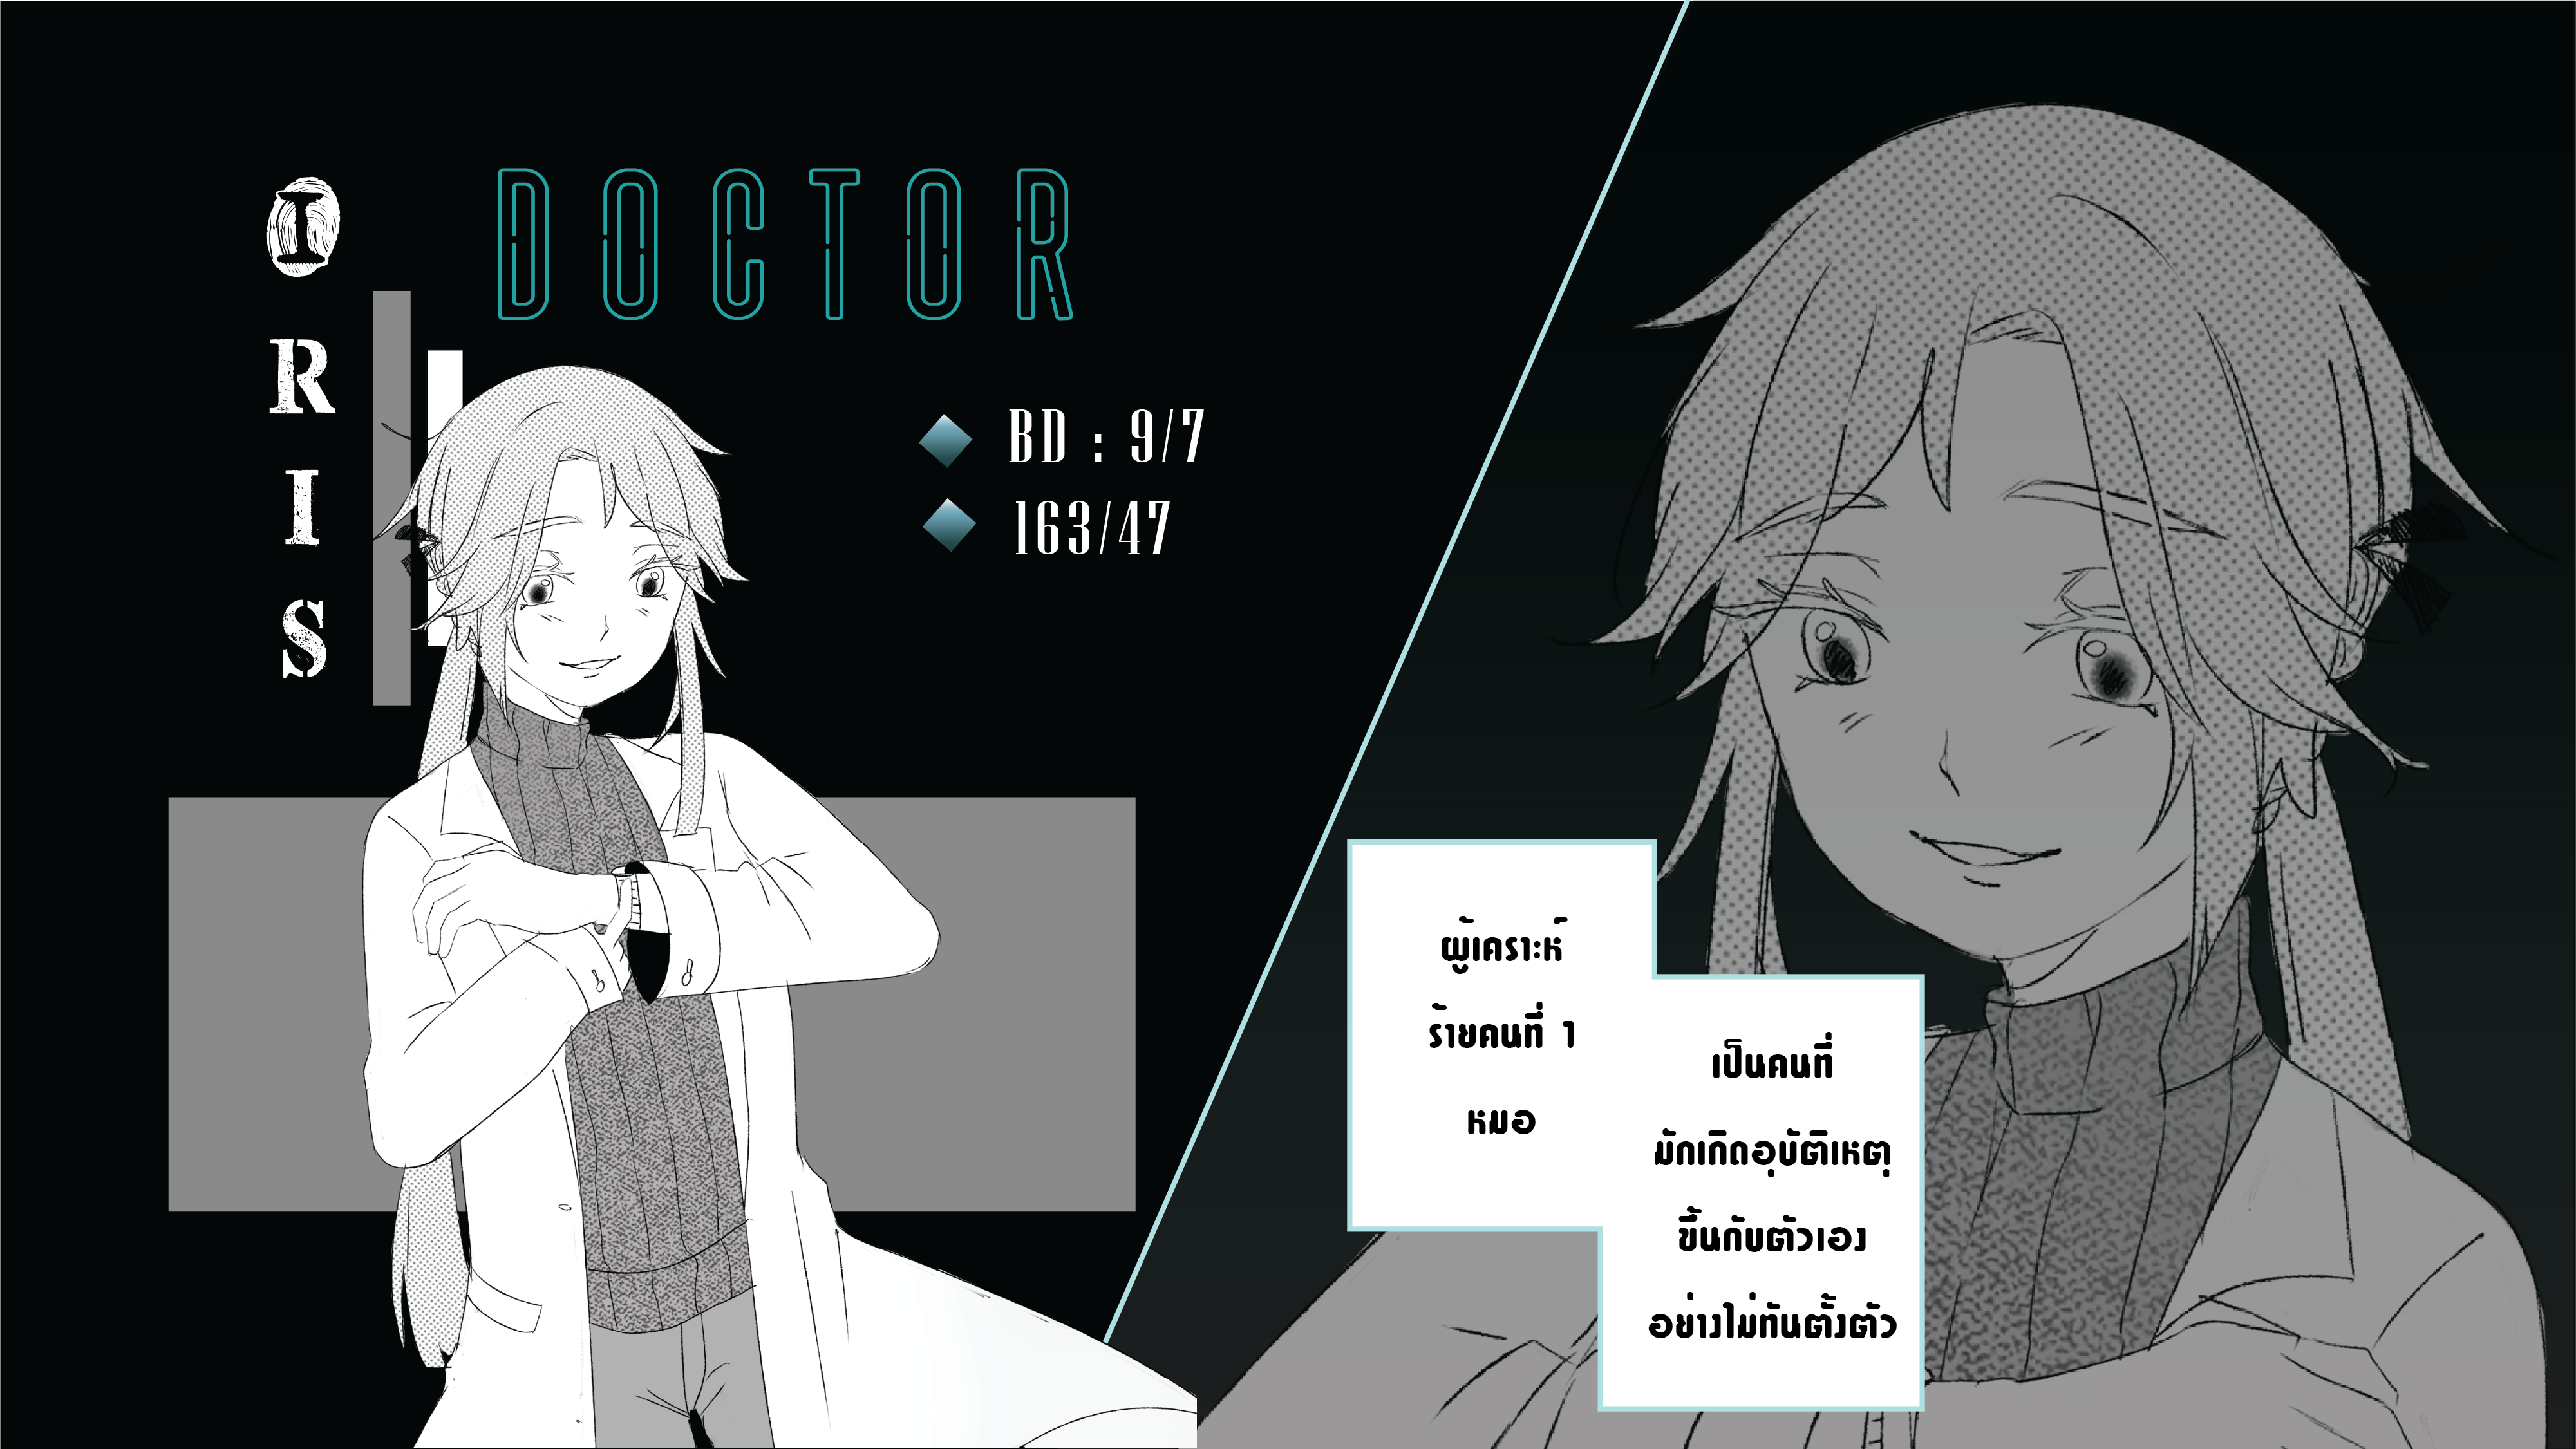 IRIS
DOCTOR
BD : 9/7
163/47
ผู้เคราะห์
ร้ายคนที่ 1
หมอ
เป็นคนที่
มักเกิดอุบัติเหตุ
ขึ้นกับตัวเอง
อย่างไม่ทันตั้งตัว